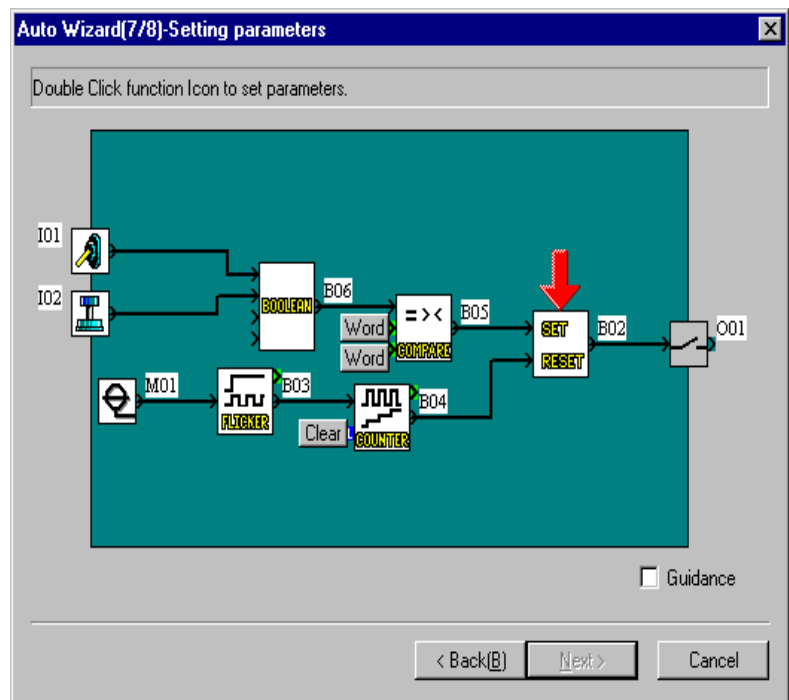 Auto Wizard(7/8)-Setting parameters
Double Click function Icon to set parameters.
I01
I02
BOOLEAN
B06
Word
Word
= > <
COMPARE
B05
SET
RESET
B02
O01
M01
FLICKER
B03
Clear
COUNTER
B04
Guidance
< Back(B)
Next >
Cancel